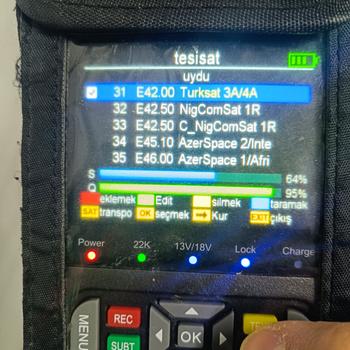 tesisat
uydu
31 E42.00 Turksat 3A/4A
32 E42.50 NigComSat 1R
33 E42.50 C_NigComSat 1R
34 E45.10 AzerSpace 2/Inte
35 E46.00 AzerSpace 1/Afri
S 64%
Q 95%
eklemek Edit silmek taramak
SAT transpo OK seçmek Kur EXIT çıkış
Power 22K 13V/18V Lock Charge
MENU REC OK
SUBT